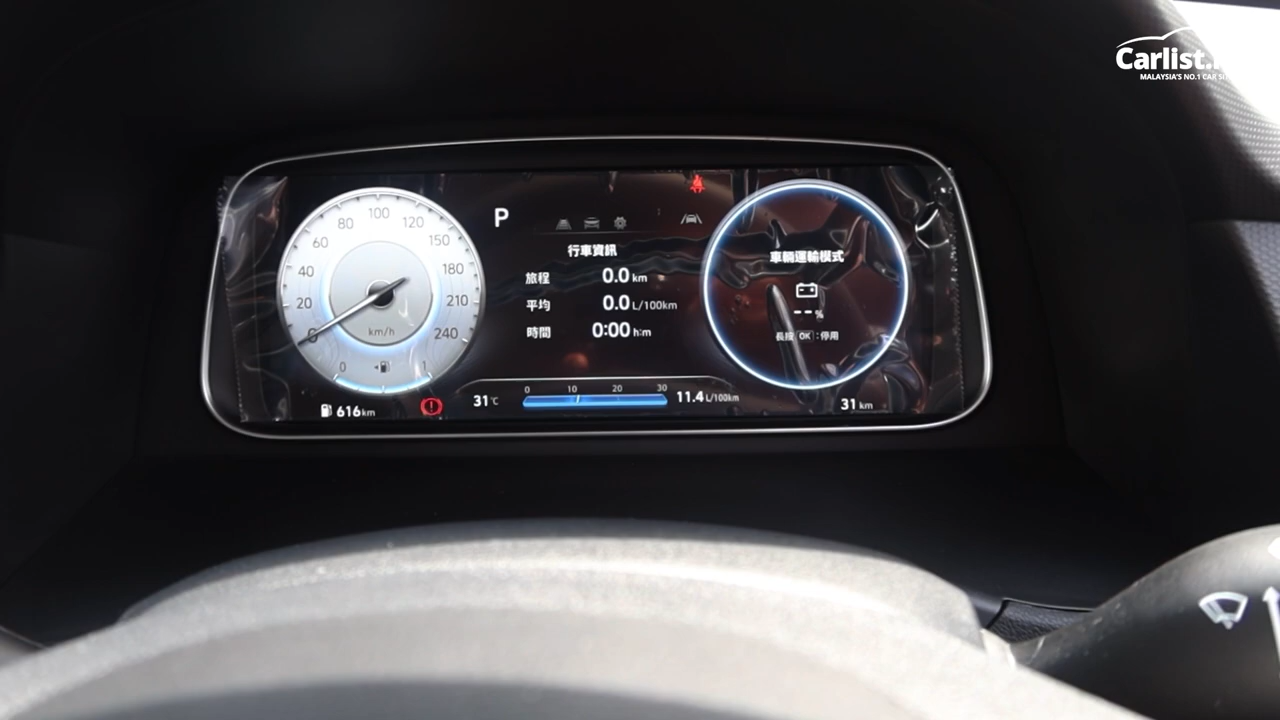 Carlist.
MALAYSIA'S NO.1 CAR
P
0 20 40 60 80 100 120 150 180 210 240
km/h
0 1
行車資訊
旅程 0.0 km
平均 0.0 L/100km
時間 0:00 h:m
車輛運輸模式
--%
長按 OK :停用
0 10 20 30
31°C
11.4 L/100km
616km
31 km